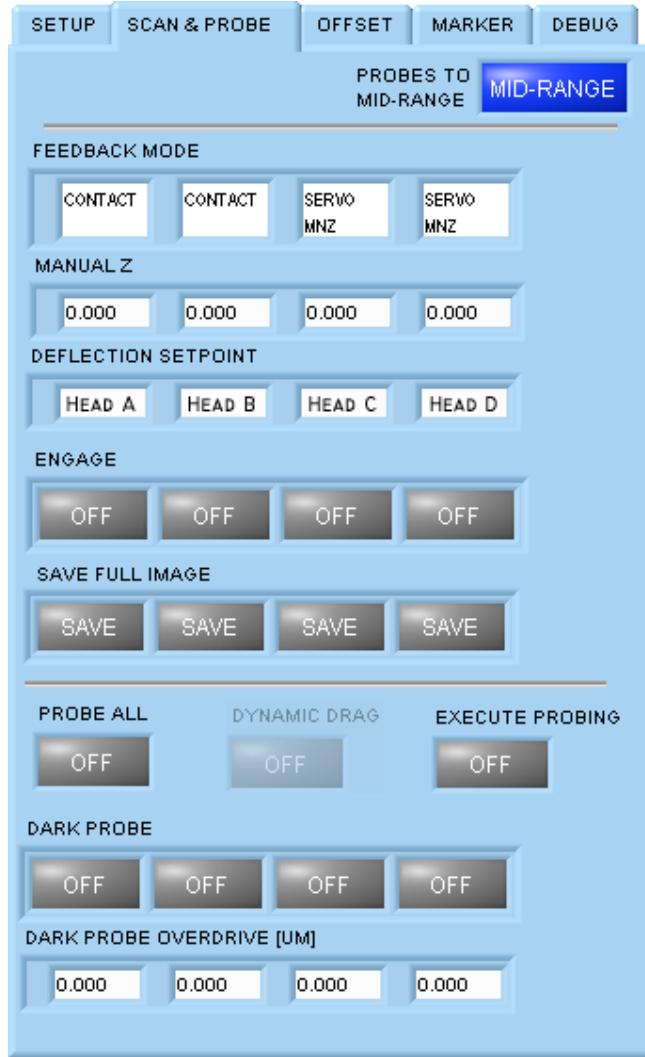 SETUP SCAN & PROBE OFFSET MARKER DEBUG
PROBES TO
MID-RANGE
MID-RANGE
FEEDBACK MODE
CONTACT CONTACT SERVO MNZ SERVO MNZ
MANUAL Z
0.000 0.000 0.000 0.000
DEFLECTION SETPOINT
HEAD A HEAD B HEAD C HEAD D
ENGAGE
OFF OFF OFF OFF
SAVE FULL IMAGE
SAVE SAVE SAVE SAVE
PROBE ALL DYNAMIC DRAG EXECUTE PROBING
OFF OFF OFF
DARK PROBE
OFF OFF OFF OFF
DARK PROBE OVERDRIVE [UM]
0.000 0.000 0.000 0.000